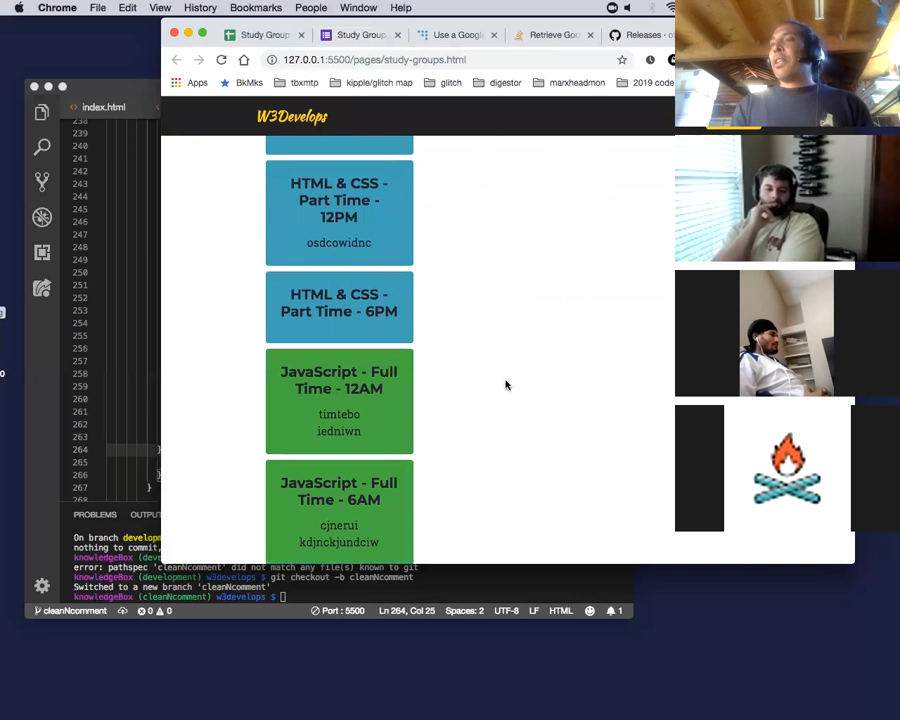 Chrome File Edit View History Bookmarks People Window Help
Study Group × Study Group × Use a Google × Retrieve Goo × Releases · o
127.0.0.1:5500/pages/study-groups.html
Apps BkMks tbxmtp kipple/glitch map glitch digestor marxheadmon 2019 code
index.html
W3Develops
238
239
240
241
242
243
244
245
246
247
248
249
250
251
252
253
254
255
256
257
258
259
260
261
262
263
264 }
265
266 }
267 }
268
HTML & CSS -
Part Time -
12PM
osdcowidnc
HTML & CSS -
Part Time - 6PM
JavaScript - Full
Time - 12AM
timtebo
iedniwn
JavaScript - Full
Time - 6AM
cjnerui
kdjnckjundciw
PROBLEMS OUTPUT
On branch develop
nothing to commit,
knowledgeBox (deve
error: pathspec 'cleanNcomment' did not match any file(s) known to git
knowledgeBox (development) w3develops $ git checkout -b cleanNcomment
Switched to a new branch 'cleanNcomment'
knowledgeBox (cleanNcomment) w3develops $
cleanNcomment 0 0 Port : 5500 Ln 264, Col 25 Spaces: 2 UTF-8 LF HTML 1